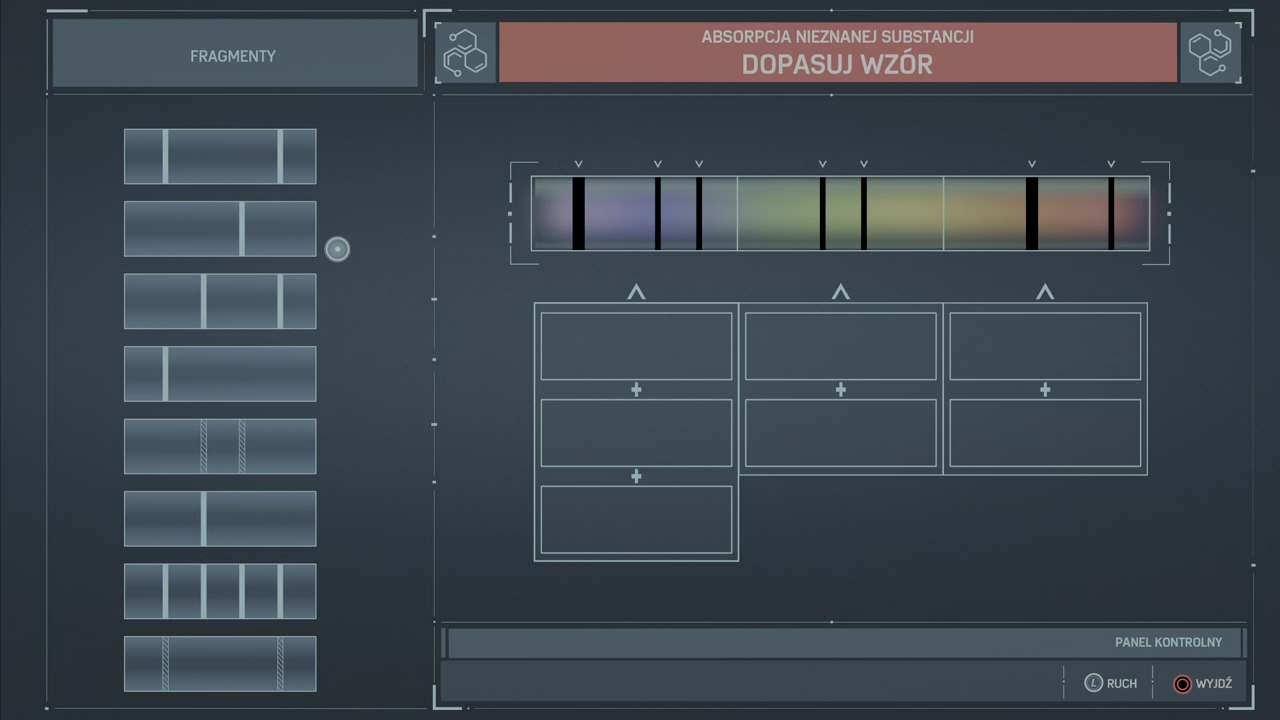 FRAGMENTY
ABSORPCJA NIEZNANEJ SUBSTANCJI
DOPASUJ WZÓR
PANEL KONTROLNY
L RUCH
WYJDŹ